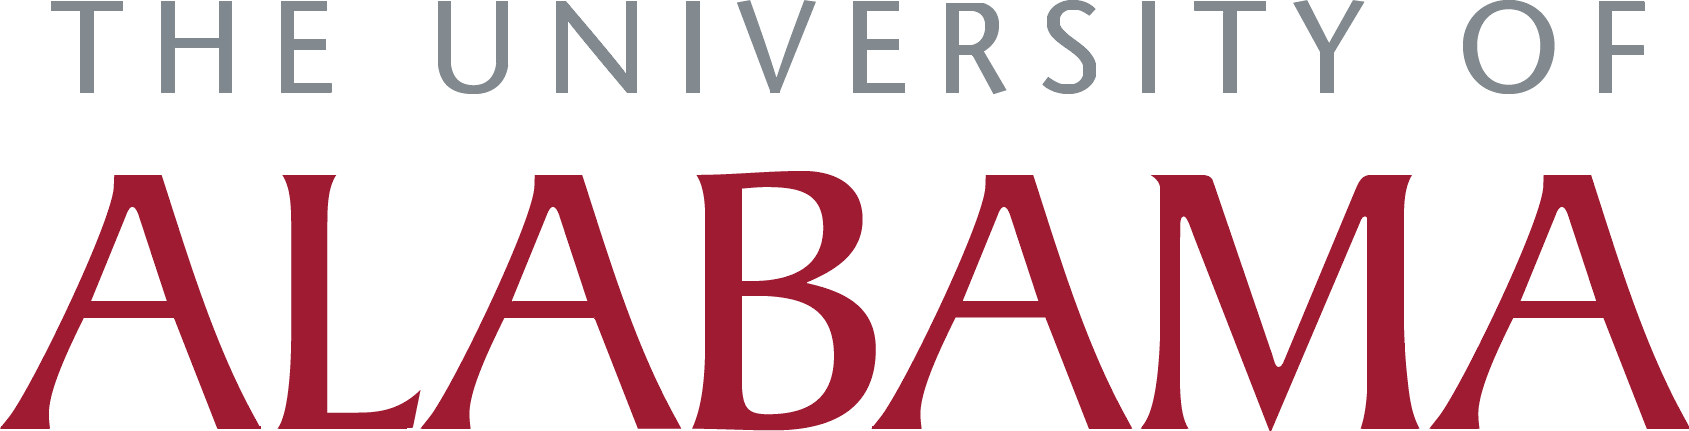 THE UNIVERSITY OF
ALABAMA